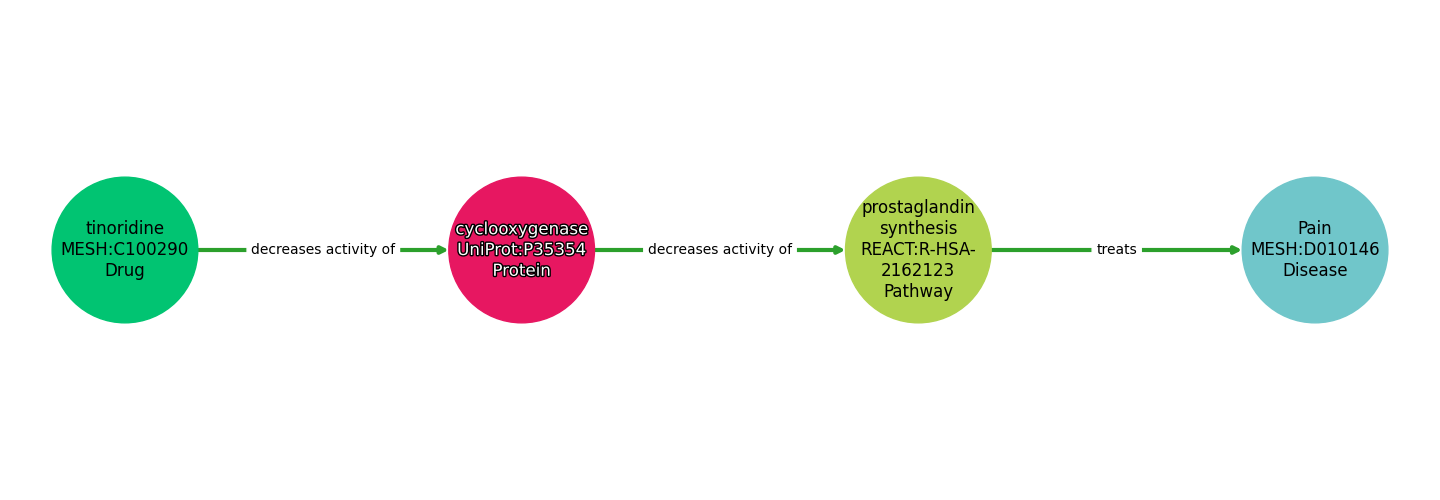 tinoridine
MESH:C100290
Drug
decreases activity of
cyclooxygenase
UniProt:P35354
Protein
decreases activity of
prostaglandin
synthesis
REACT:R-HSA-
2162123
Pathway
treats
Pain
MESH:D010146
Disease